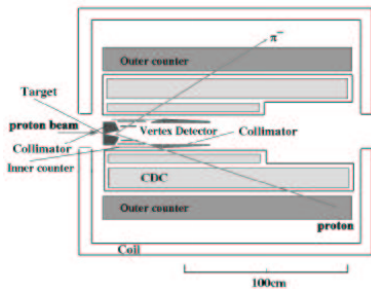 π⁻
Outer counter
Target
proton beam
Vertex Detector
Collimator
Collimator
Inner counter
CDC
Outer counter
proton
Coil
100cm